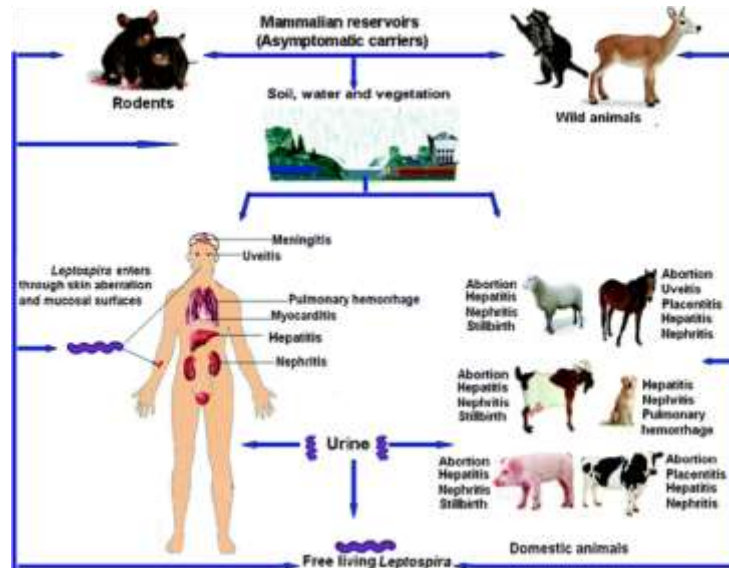 Mammalian reservoirs
(Asymptomatic carriers)
Rodents
Wild animals
Soil, water and vegetation
Meningitis
Uveitis
Leptospira enters
through skin aberration
and mucosal surfaces
Pulmonary hemorrhage
Myocarditis
Hepatitis
Nephritis
Abortion
Hepatitis
Nephritis
Stillbirth
Abortion
Uveitis
Placentitis
Hepatitis
Nephritis
Abortion
Hepatitis
Nephritis
Stillbirth
Hepatitis
Nephritis
Pulmonary
hemorrhage
Urine
Abortion
Hepatitis
Nephritis
Stillbirth
Abortion
Placentitis
Hepatitis
Nephritis
Domestic animals
Free living Leptospira